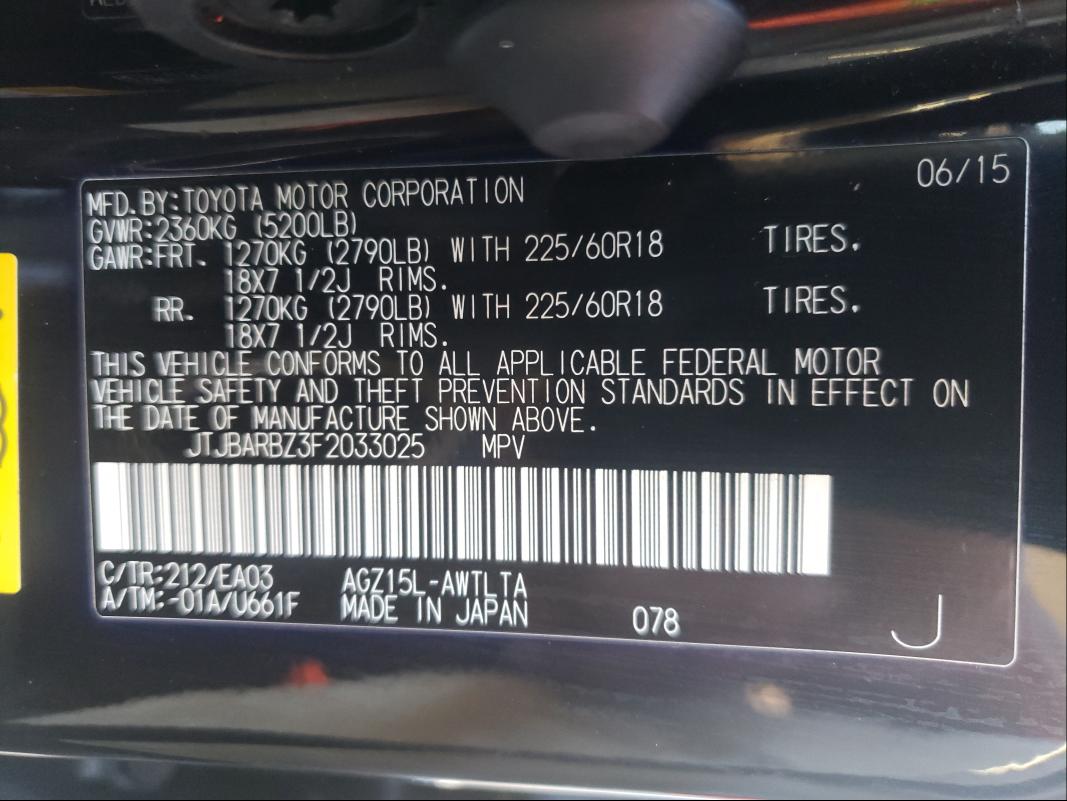 06/15
MFD.BY:TOYOTA MOTOR CORPORATION
GVWR:2360KG (5200LB)
GAWR:FRT. 1270KG (2790LB) WITH 225/60R18 TIRES.
18X7 1/2J RIMS.
RR. 1270KG (2790LB) WITH 225/60R18 TIRES.
18X7 1/2J RIMS.
THIS VEHICLE CONFORMS TO ALL APPLICABLE FEDERAL MOTOR
VEHICLE SAFETY AND THEFT PREVENTION STANDARDS IN EFFECT ON
THE DATE OF MANUFACTURE SHOWN ABOVE.
JTJBARBZ3F2033025 MPV
C/TR:212/EA03 AGZ15L-AWTLTA
A/TM:-01A/U661F MADE IN JAPAN 078 J